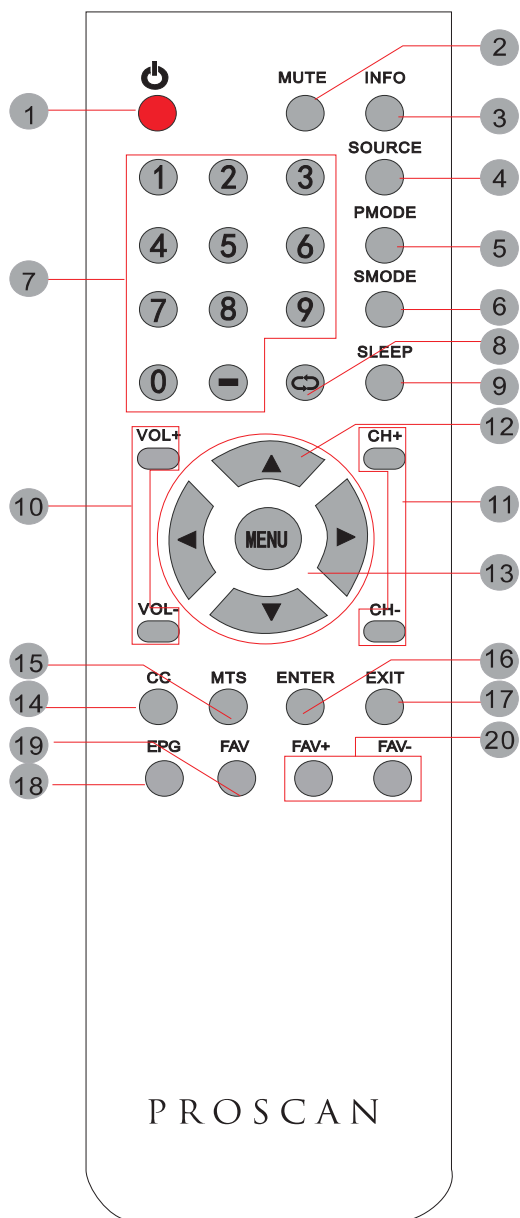 2
MUTE INFO
1
3
SOURCE
1 2 3
4
PMODE
4 5 6
5
7
SMODE
7 8 9
6
8
SLEEP
0 -
9
12
VOL+ CH+
10
11
MENU
13
VOL- CH-
16
15
CC MTS ENTER EXIT
14
17
19
20
EPG FAV FAV+ FAV-
18
PROSCAN